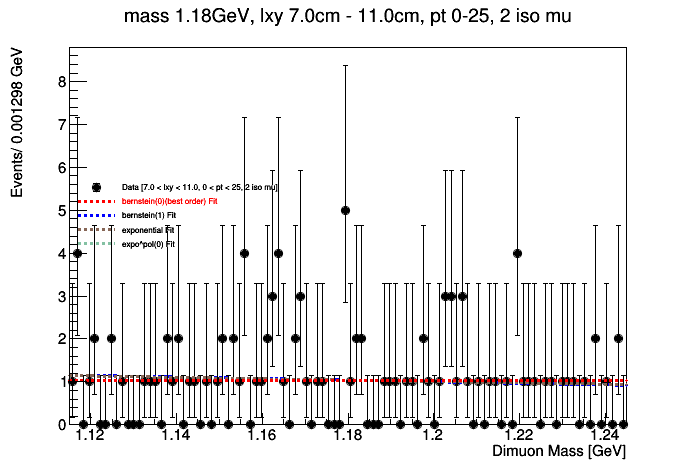 mass 1.18GeV, lxy 7.0cm - 11.0cm, pt 0-25, 2 iso mu
Events/ 0.001298 GeV
8
7
6
5
4
3
2
1
0
Data [7.0 < lxy < 11.0, 0 < pt < 25, 2 iso mu]
bernstein(0)(best order) Fit
bernstein(1) Fit
exponential Fit
expo*pol(0) Fit
1.12 1.14 1.16 1.18 1.2 1.22 1.24
Dimuon Mass [GeV]